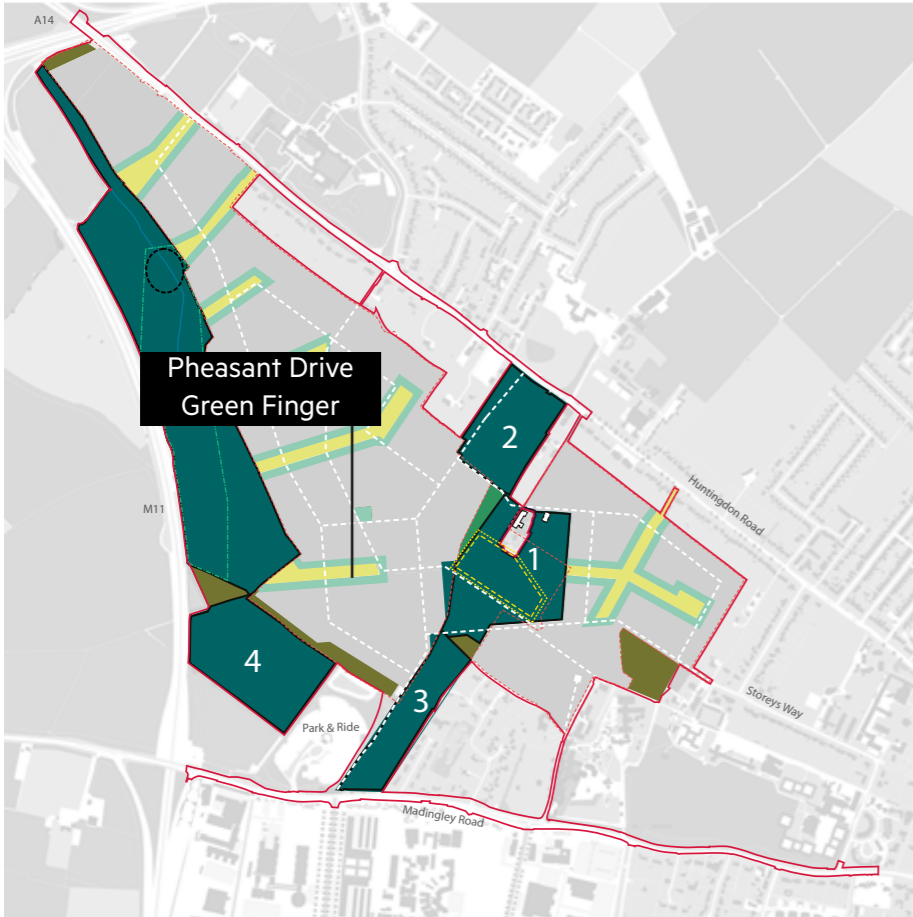 A14
Pheasant Drive
Green Finger
2
Huntingdon Road
M11
1
4
3
Storeys Way
Park & Ride
Madingley Road